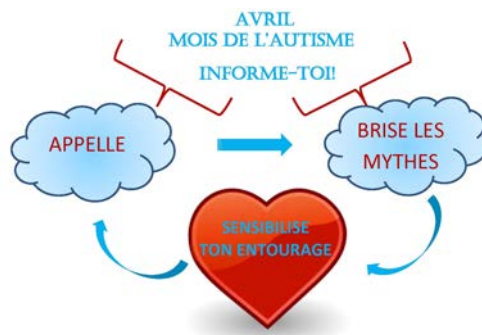 AVRIL
MOIS DE L'AUTISME
INFORME-TOI!
APPELLE
BRISE LES
MYTHES
SENSIBILISE
TON ENTOURAGE